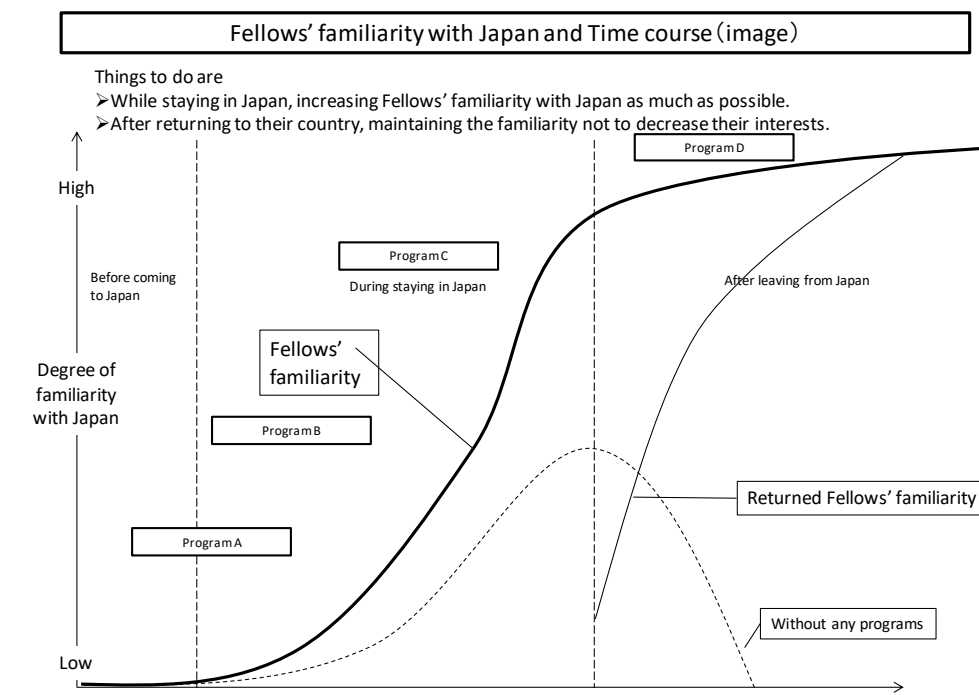 Fellows’ familiarity with Japan and Time course（image）
Things to do are
➢While staying in Japan, increasing Fellows’ familiarity with Japan as much as possible.
➢After returning to their country, maintaining the familiarity not to decrease their interests.
Program D
High
Program C
Before coming
to Japan
During staying in Japan
After leaving from Japan
Fellows’
familiarity
Degree of
familiarity
with Japan
Program B
Returned Fellows’ familiarity
Program A
Without any programs
Low